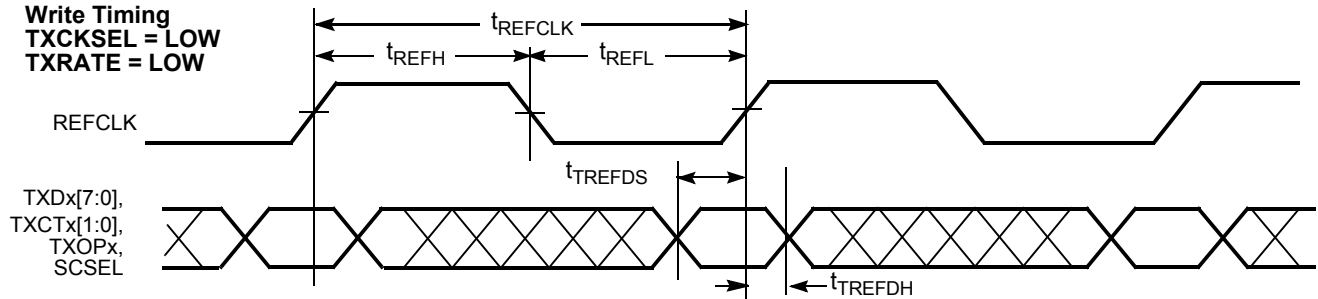 Write Timing
TXCKSEL = LOW
TXRATE = LOW
tREFCLK
tREFH
tREFL
REFCLK
tTREFDS
TXDx[7:0],
TXCTx[1:0],
TXOPx,
SCSEL
tTREFDH